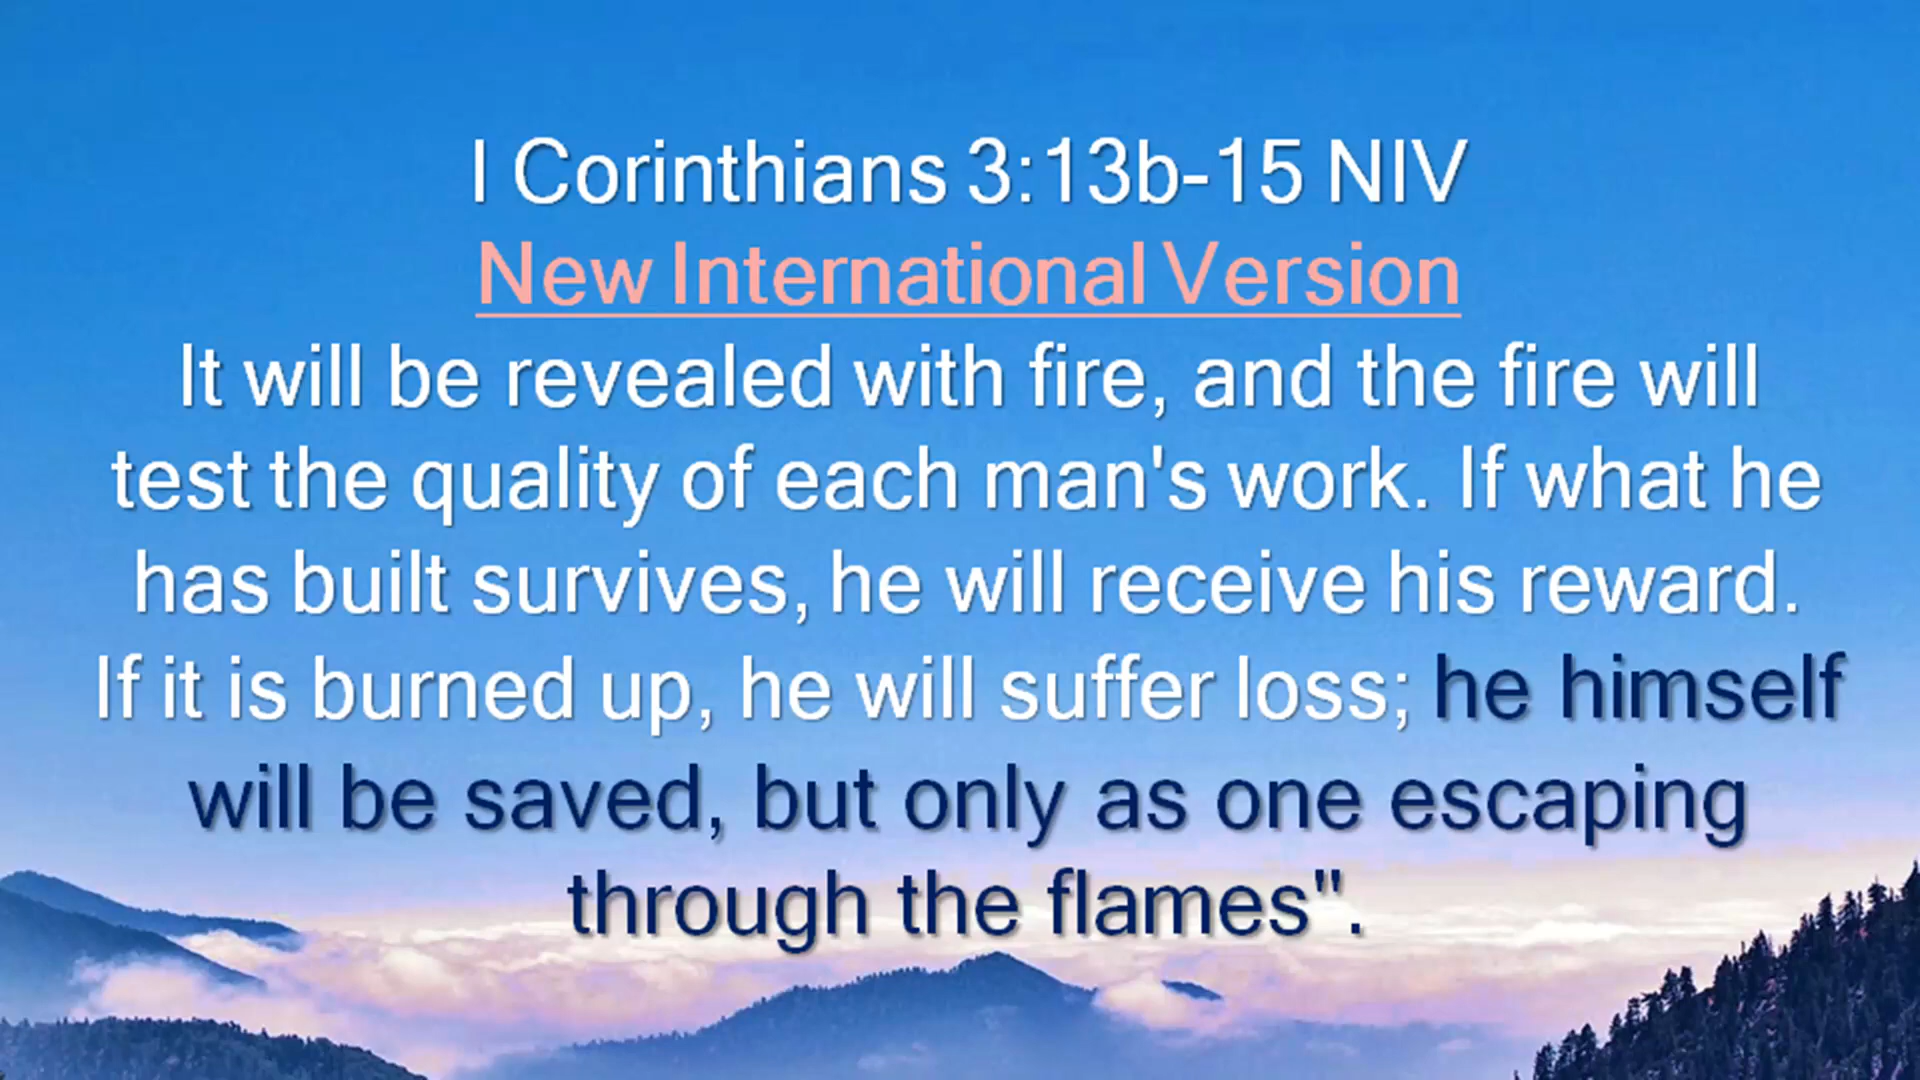 I Corinthians 3:13b-15 NIV
New International Version
It will be revealed with fire, and the fire will
test the quality of each man's work. If what he
has built survives, he will receive his reward.
If it is burned up, he will suffer loss; he himself
will be saved, but only as one escaping
through the flames".